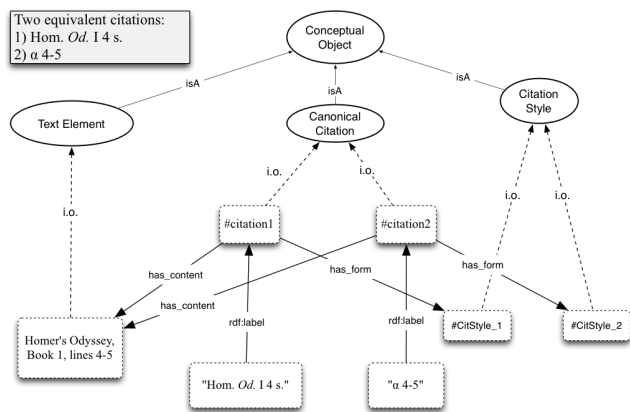 Two equivalent citations:
1) Hom. Od. I 4 s.
2) α 4-5
Conceptual
Object
isA
isA
isA
Text Element
Canonical
Citation
Citation
Style
i.o.
i.o.
i.o.
i.o.
i.o.
#citation1
#citation2
has_content
has_form
has_form
has_content
rdf:label
rdf:label
Homer's Odyssey,
Book 1, lines 4-5
#CitStyle_1
#CitStyle_2
"Hom. Od. I 4 s."
"α 4-5"